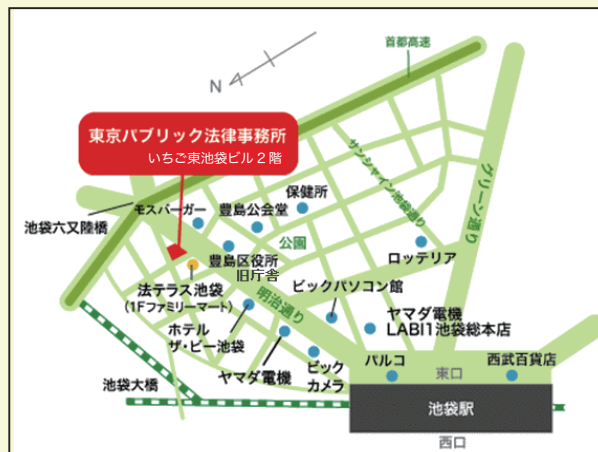 首都高速
N
東京パブリック法律事務所
いちご東池袋ビル2階
サンシャイン池袋通り
グリーン通り
保健所
モスバーガー
豊島公会堂
池袋六又陸橋
公園
豊島区役所
旧庁舎
ロッテリア
法テラス池袋
(1Fファミリーマート)
明治通り
ビックパソコン館
ホテル
ザ・ビー池袋
ヤマダ電機
LABI1池袋総本店
池袋大橋
ヤマダ電機
ビック
カメラ
パルコ
東口
西武百貨店
池袋駅
西口